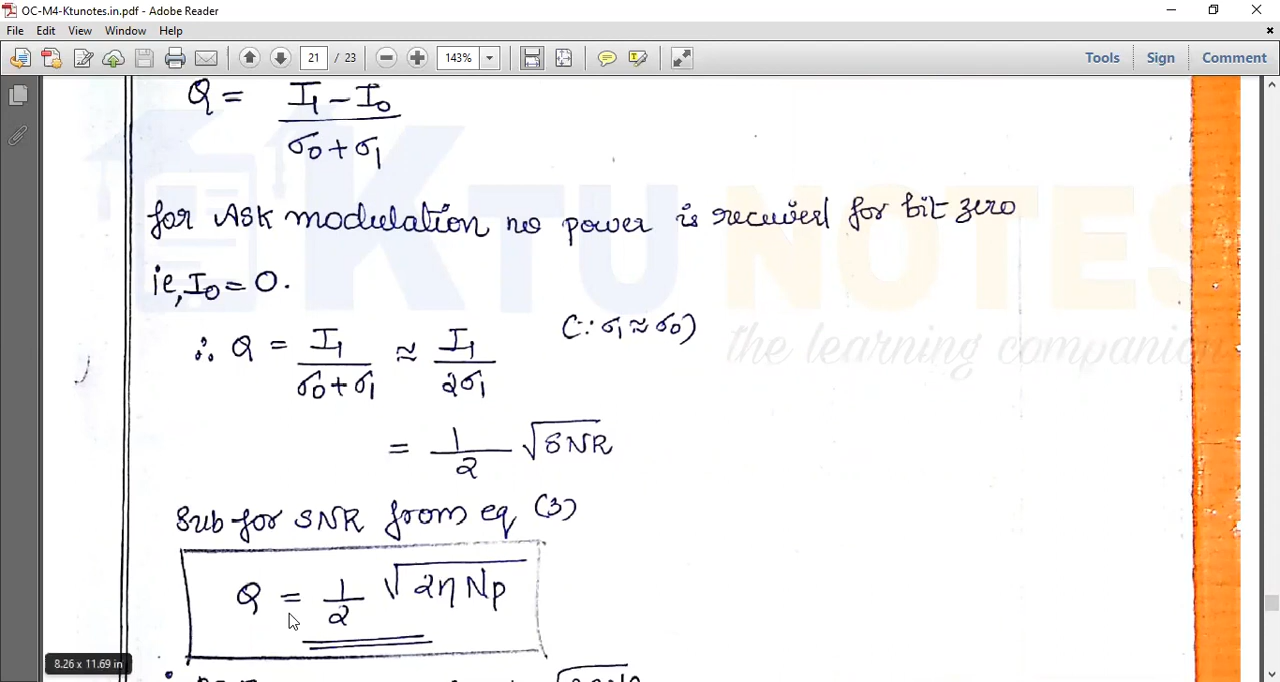 OC-M4-Ktunotes.in.pdf - Adobe Reader
File Edit View Window Help
21 / 23 143% Tools Sign Comment
Q = I1 - I0 / σ0 + σ1
for ASK modulation no power is received for bit zero
ie, I0 = 0.
∴ Q = I1 / σ0 + σ1 ≈ I1 / 2σ1 (∵ σ1 ≈ σ0)
= 1/2 √SNR
Sub for SNR from eq (3)
Q = 1/2 √2ηNp
KTU NOTES
the learning companion
8.26 x 11.69 in